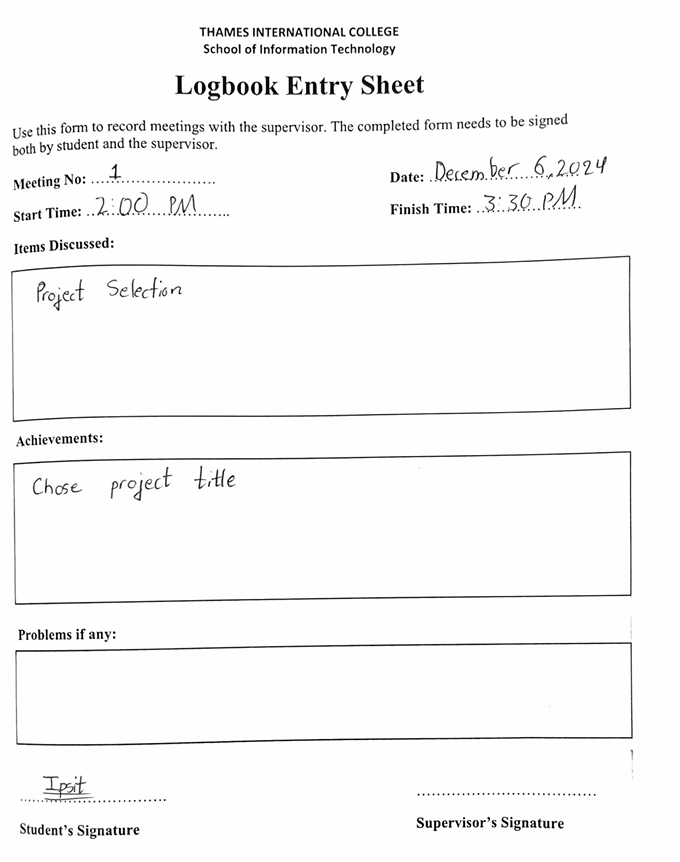 THAMES INTERNATIONAL COLLEGE
School of Information Technology
Logbook Entry Sheet
Use this form to record meetings with the supervisor. The completed form needs to be signed
both by student and the supervisor.
Meeting No: 1
Date: December 6, 2024
Start Time: 2:00 PM
Finish Time: 3:30 PM
Items Discussed:
Project Selection
Achievements:
Chose project title
Problems if any:
Ipsit
Student's Signature
Supervisor's Signature